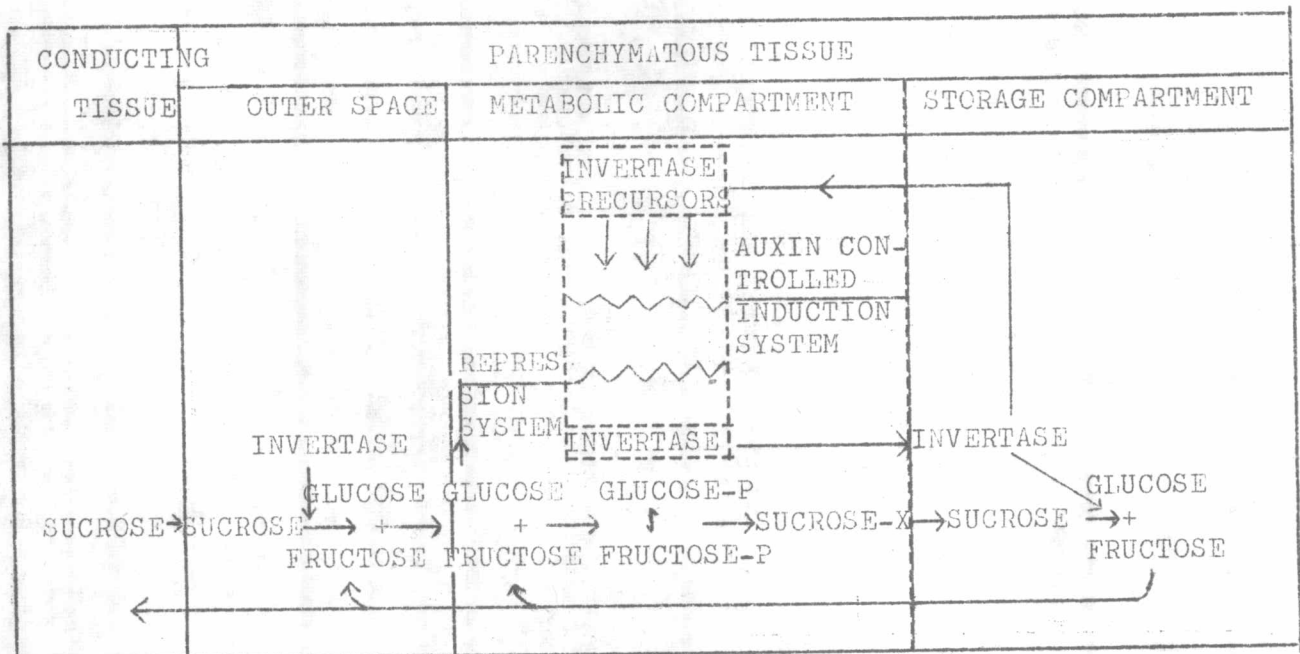 CONDUCTING
TISSUE
PARENCHYMATOUS TISSUE
OUTER SPACE
METABOLIC COMPARTMENT
STORAGE COMPARTMENT
INVERTASE
PRECURSORS
AUXIN CON-
TROLLED
INDUCTION
SYSTEM
REPRES
SION
SYSTEM
INVERTASE
INVERTASE
INVERTASE
GLUCOSE GLUCOSE GLUCOSE-P
GLUCOSE
SUCROSE SUCROSE + + SUCROSE-X SUCROSE +
FRUCTOSE FRUCTOSE FRUCTOSE-P
FRUCTOSE